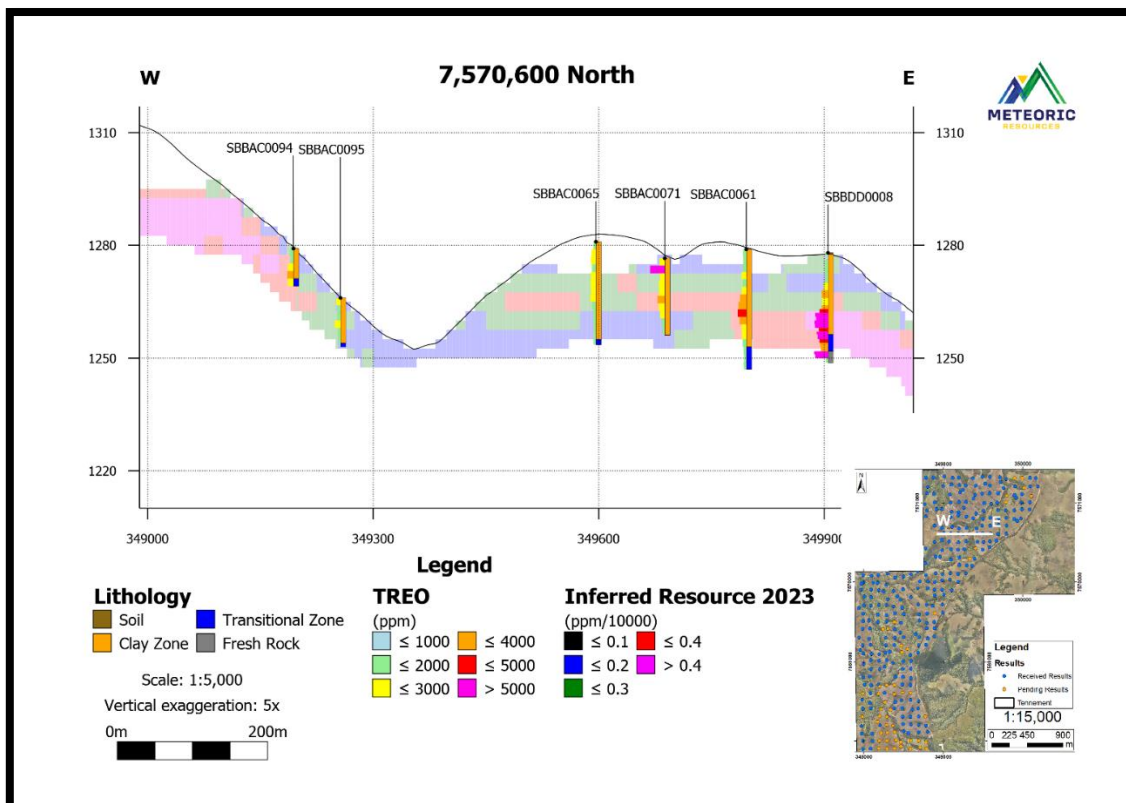 7,570,600 North
W
E
METEORIC
RESOURCES
1310
1310
SBBAC0094
SBBAC0095
SBBAC0065
SBBAC0071
SBBAC0061
SBBDD0008
1280
1280
1250
1250
1220
1220
349000
349300
349600
349900
Legend
Lithology
Soil
Transitional Zone
Clay Zone
Fresh Rock
Scale: 1:5,000
Vertical exaggeration: 5x
0m
200m
TREO
(ppm)
≤ 1000
≤ 4000
≤ 2000
≤ 5000
≤ 3000
> 5000
Inferred Resource 2023
(ppm/10000)
≤ 0.1
≤ 0.4
≤ 0.2
> 0.4
≤ 0.3
N
W
E
Legend
Results
Received Results
Pending Results
Tenement
1:15,000
0 225 450 900
m